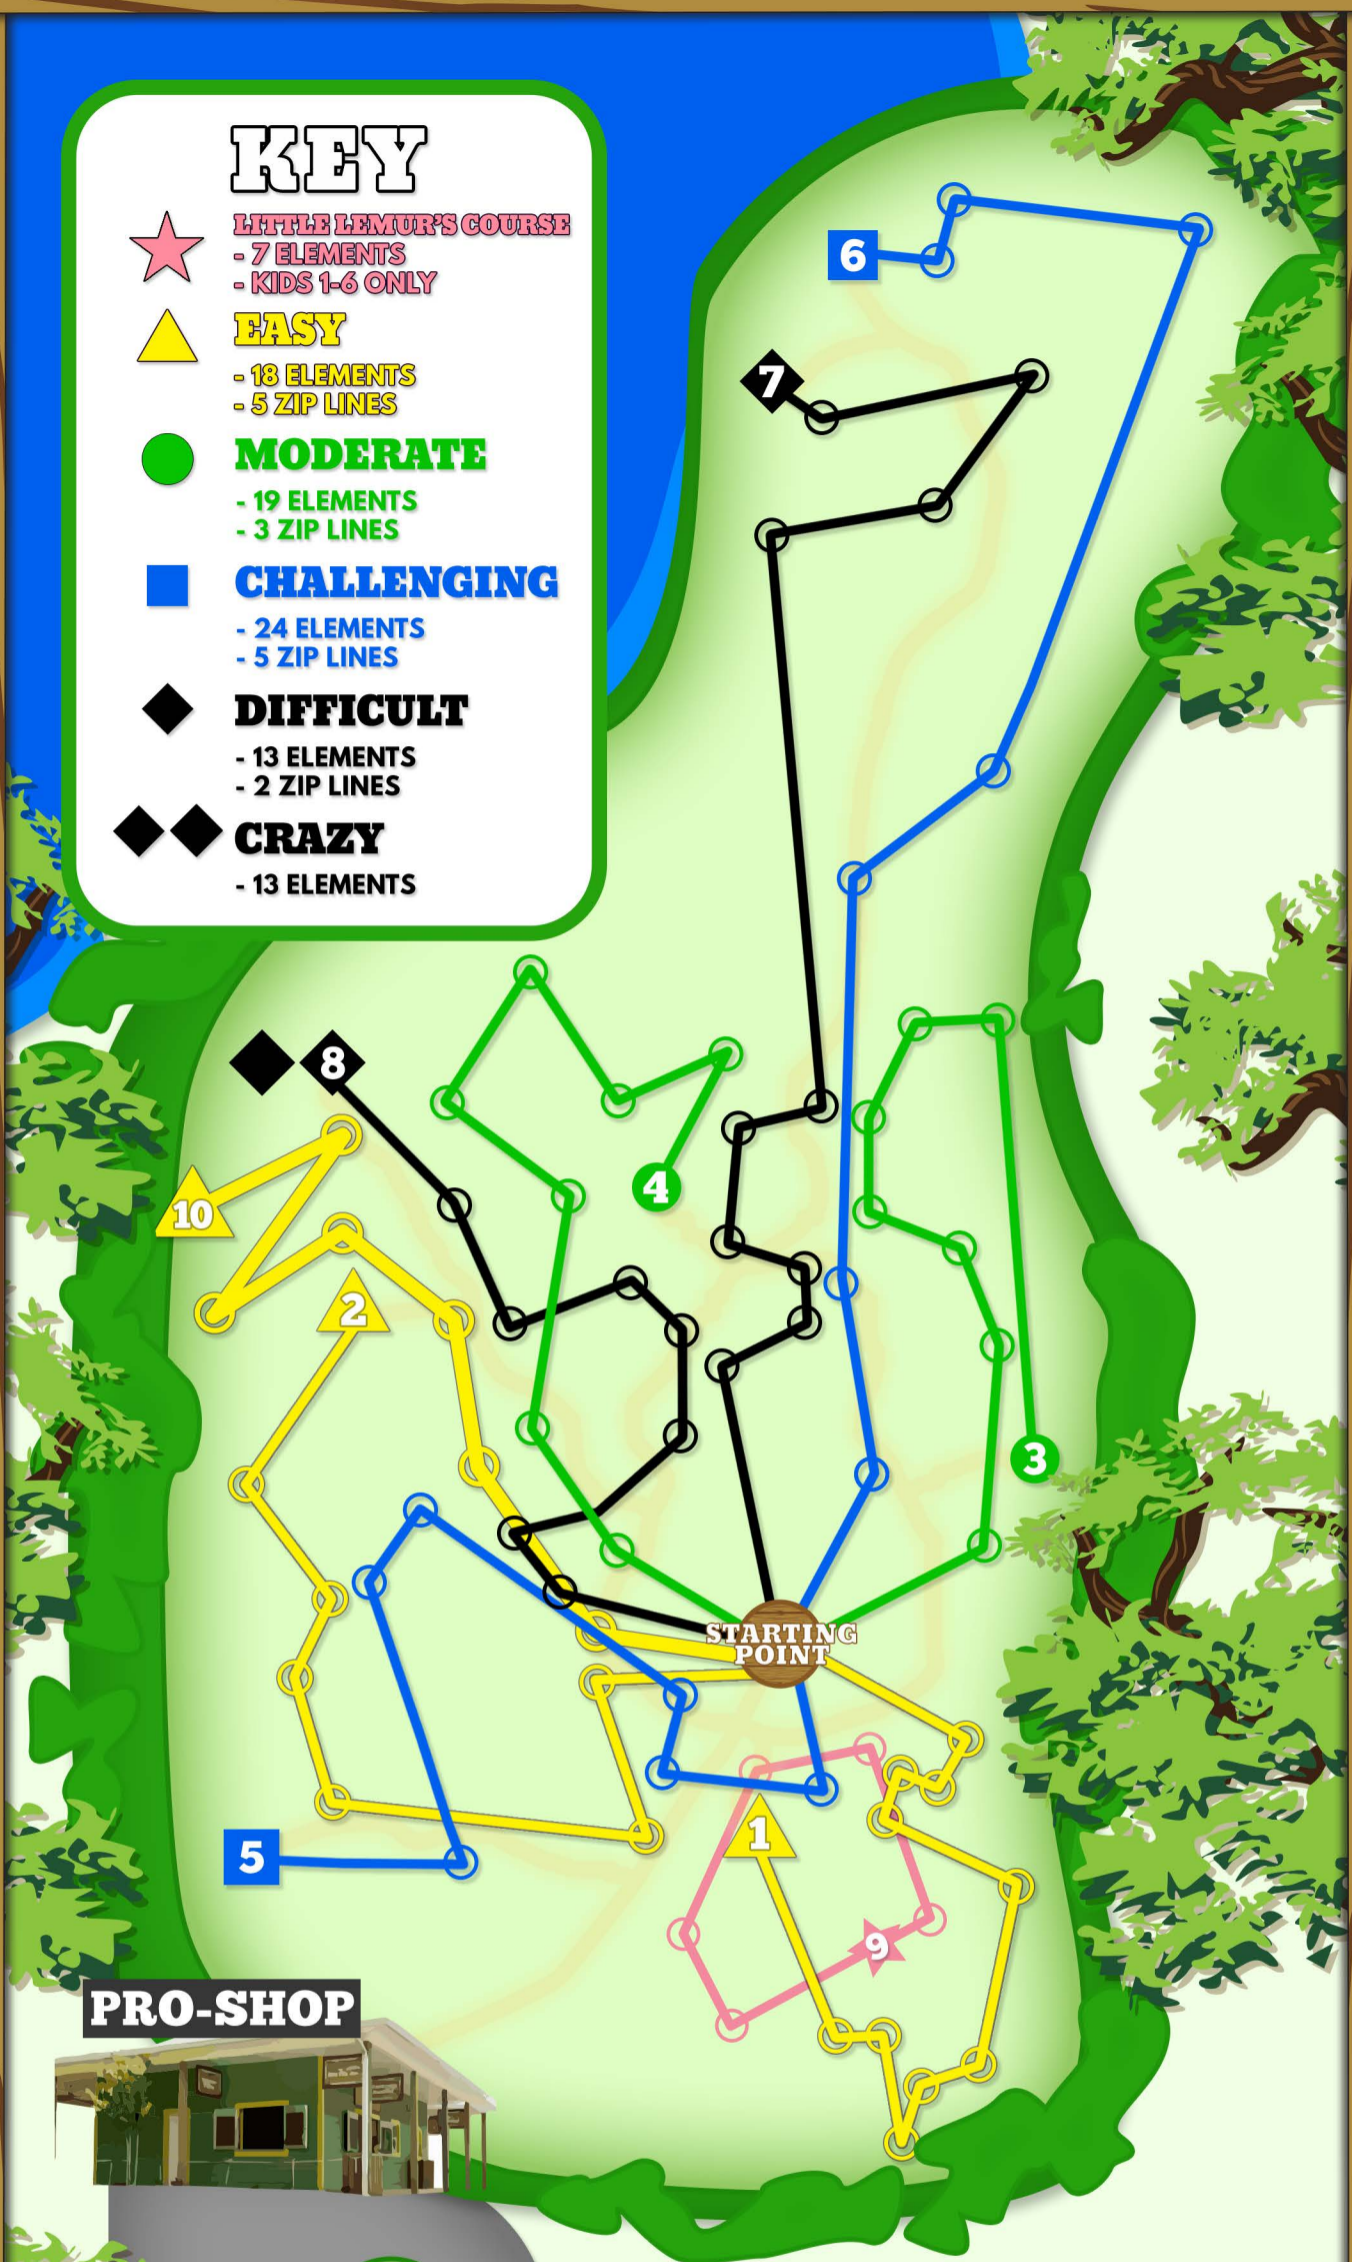 KEY
LITTLE LEMUR'S COURSE
- 7 ELEMENTS
- KIDS 1-6 ONLY
EASY
- 18 ELEMENTS
- 5 ZIP LINES
MODERATE
- 19 ELEMENTS
- 3 ZIP LINES
CHALLENGING
- 24 ELEMENTS
- 5 ZIP LINES
DIFFICULT
- 13 ELEMENTS
- 2 ZIP LINES
CRAZY
- 13 ELEMENTS
6
7
8
4
10
2
3
STARTING
POINT
1
5
9
PRO-SHOP